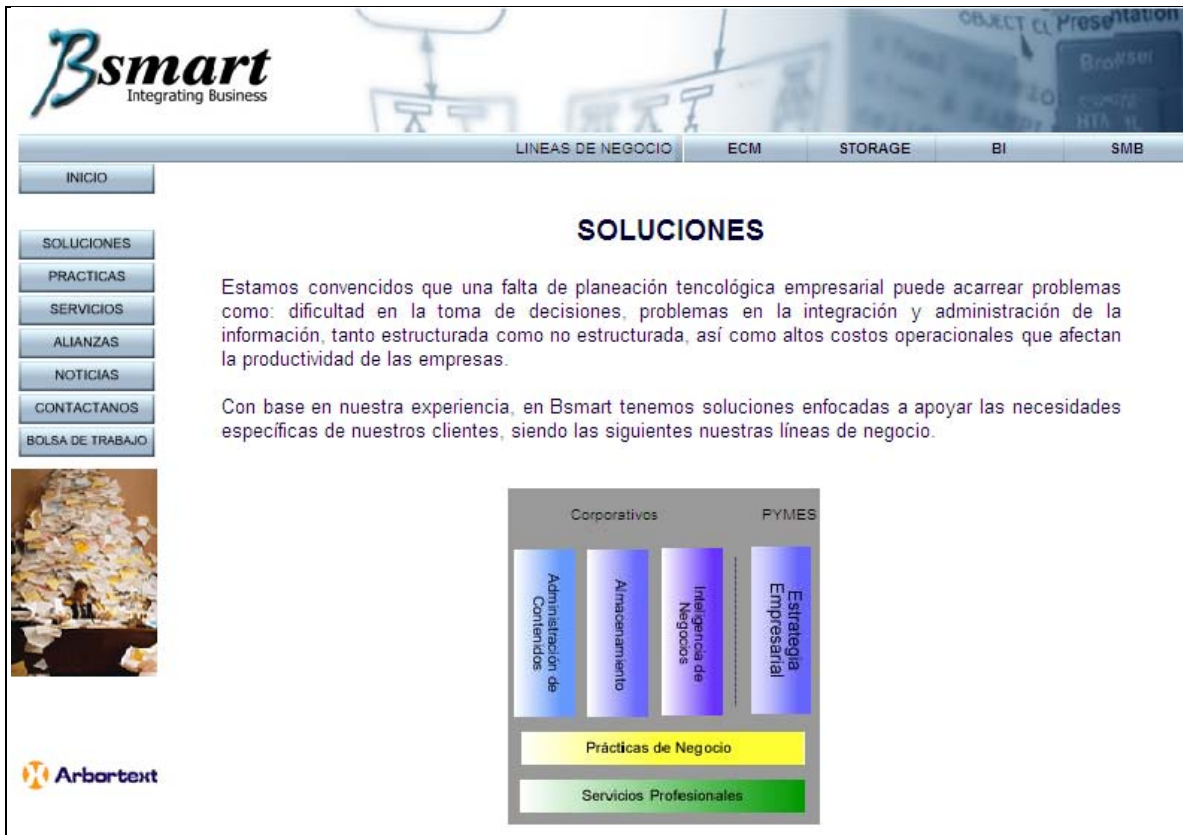 OBJECT CL Presentation
Browser
Bsmart
Integrating Business
LINEAS DE NEGOCIO ECM STORAGE BI SMB
INICIO
SOLUCIONES
PRACTICAS
SERVICIOS
ALIANZAS
NOTICIAS
CONTACTANOS
BOLSA DE TRABAJO
SOLUCIONES
Estamos convencidos que una falta de planeación tencológica empresarial puede acarrear problemas
como: dificultad en la toma de decisiones, problemas en la integración y administración de la
información, tanto estructurada como no estructurada, así como altos costos operacionales que afectan
la productividad de las empresas.
Con base en nuestra experiencia, en Bsmart tenemos soluciones enfocadas a apoyar las necesidades
específicas de nuestros clientes, siendo las siguientes nuestras líneas de negocio.
Corporativos PYMES
Administración de
Contenidos
Almacenamiento
Inteligencia de
Negocios
Estrategia
Empresarial
Prácticas de Negocio
Servicios Profesionales
Arbortext